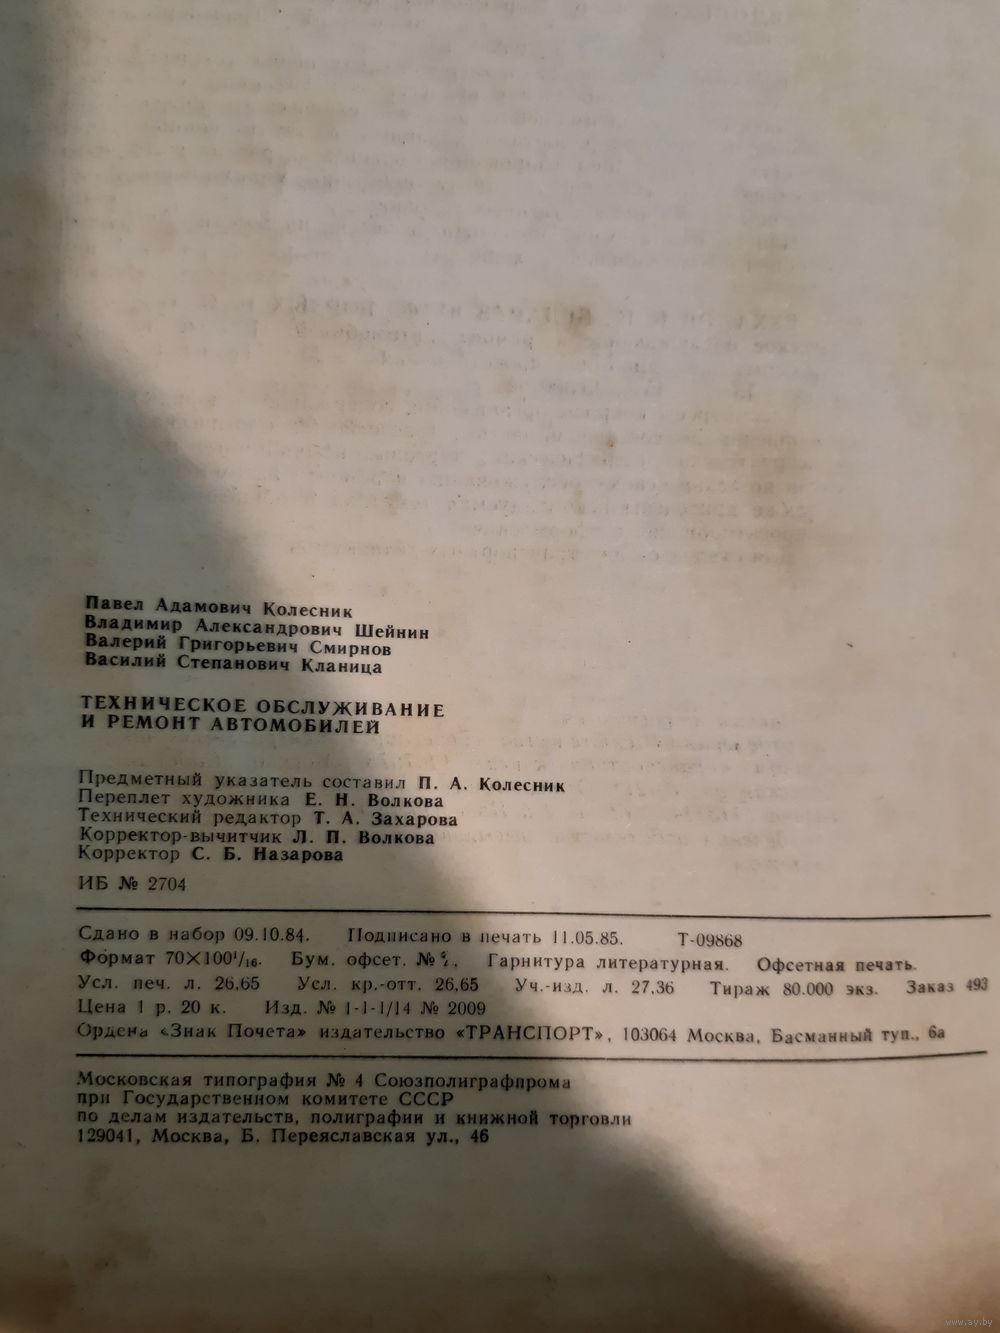 Павел Адамович Колесник
Владимир Александрович Шейнин
Валерий Григорьевич Смирнов
Василий Степанович Кланица
ТЕХНИЧЕСКОЕ ОБСЛУЖИВАНИЕ
И РЕМОНТ АВТОМОБИЛЕЙ
Предметный указатель составил П. А. Колесник
Переплет художника Е. Н. Волкова
Технический редактор Т. А. Захарова
Корректор-вычитчик Л. П. Волкова
Корректор С. Б. Назарова
ИБ № 2704
Сдано в набор 09.10.84. Подписано в печать 11.05.85. Т-09868
Формат 70×100¹/₁₆. Бум. офсет. № Гарнитура литературная. Офсетная печать.
Усл. печ. л. 26,65 Усл. кр.-отт. 26,65 Уч.-изд. л. 27,36 Тираж 80.000 экз. Заказ 493
Цена 1 р. 20 к. Изд. № 1-1-1/14 № 2009
Ордена «Знак Почета» издательство «ТРАНСПОРТ», 103064 Москва, Басманный туп., 6а
Московская типография № 4 Союзполиграфпрома
при Государственном комитете СССР
по делам издательств, полиграфии и книжной торговли
129041, Москва, Б. Переяславская ул., 46
www.ay.by